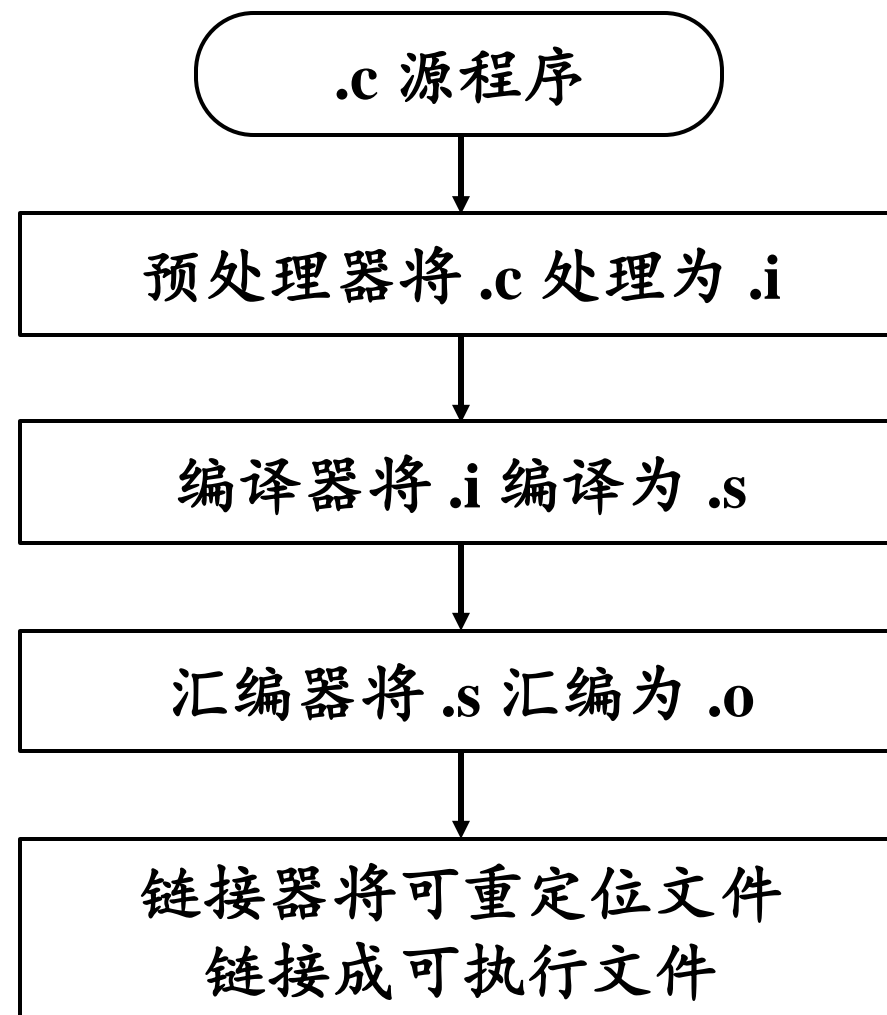 .c 源程序
预处理器将 .c 处理为 .i
编译器将 .i 编译为 .s
汇编器将 .s 汇编为 .o
链接器将可重定位文件
链接成可执行文件